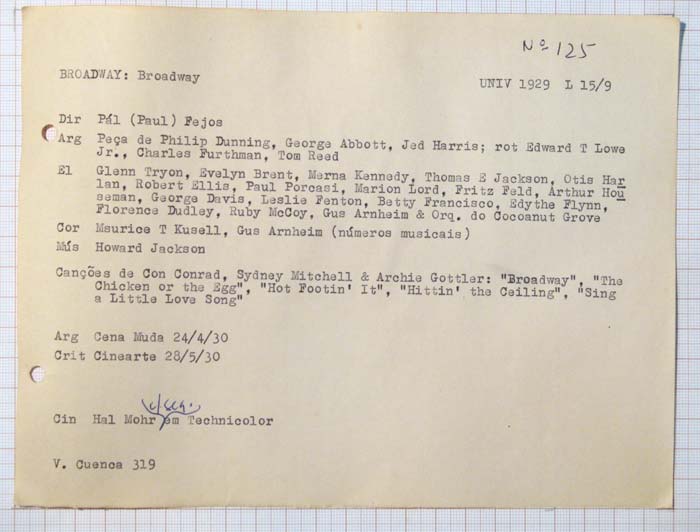 Nº 125
BROADWAY: Broadway
UNIV 1929 L 15/9
Dir Pál (Paul) Fejos
Arg Peça de Philip Dunning, George Abbott, Jed Harris; rot Edward T Lowe
Jr., Charles Furthman, Tom Reed
El Glenn Tryon, Evelyn Brent, Merna Kennedy, Thomas E Jackson, Otis Har
lan, Robert Ellis, Paul Porcasi, Marion Lord, Fritz Feld, Arthur Hou
seman, George Davis, Leslie Fenton, Betty Francisco, Edythe Flynn,
Florence Dudley, Ruby McCoy, Gus Arnheim & Orq. do Cocoanut Grove
Cor Maurice T Kusell, Gus Arnheim (números musicais)
Mús Howard Jackson
Canções de Con Conrad, Sydney Mitchell & Archie Gottler: "Broadway", "The
Chicken or the Egg", "Hot Footin' It", "Hittin' the Ceiling", "Sing
a Little Love Song"
Arg Cena Muda 24/4/30
Crit Cinearte 28/5/30
Cin Hal Mohr em Technicolor
V. Cuenca 319